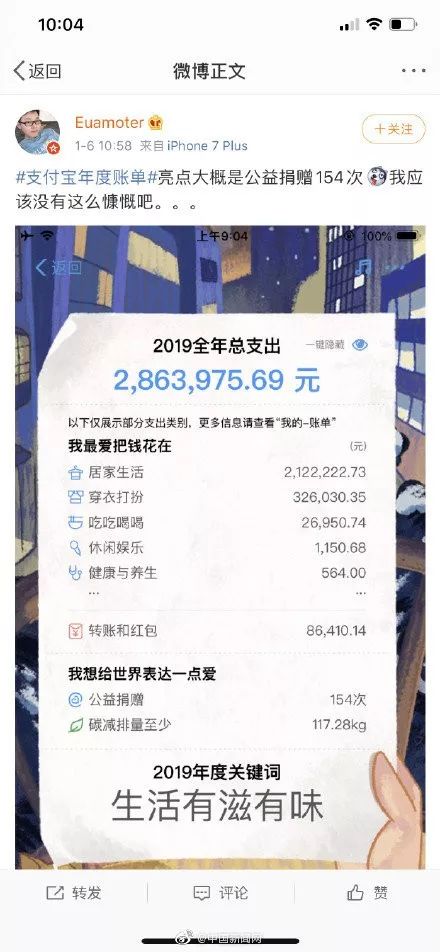 10:04
返回
微博正文
Euamoter
+关注
1-6 10:58 来自 iPhone 7 Plus
#支付宝年度账单#亮点大概是公益捐赠154次 我应
该没有这么慷慨吧。。。
上午9:04
100%
返回
2019全年总支出
一键隐藏
2,863,975.69 元
以下仅展示部分支出类别，更多信息请查看“我的-账单”
我最爱把钱花在
(元)
居家生活 2,122,222.73
穿衣打扮 326,030.35
吃吃喝喝 26,950.74
休闲娱乐 1,150.68
健康与养生 564.00
... ...
转账和红包 86,410.14
我想给世界表达一点爱
公益捐赠 154次
碳减排量至少 117.28kg
2019年度关键词
生活有滋有味
转发
评论
赞
@中国新闻网